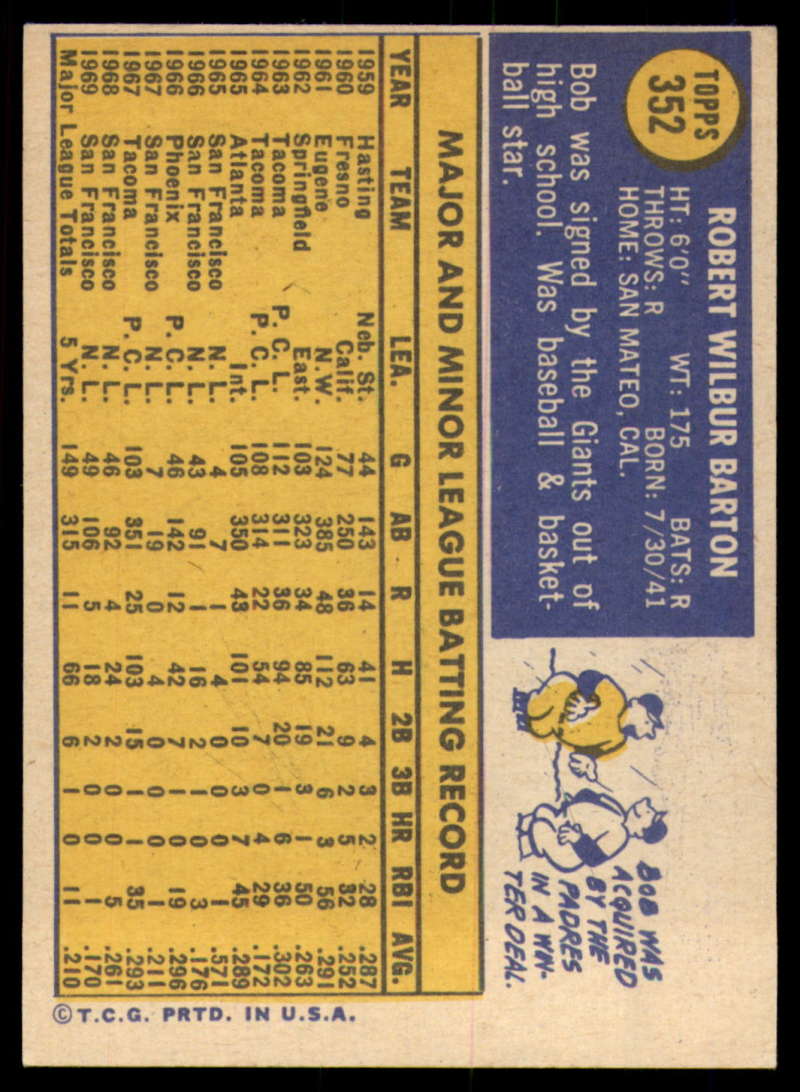 TOPPS
352
ROBERT WILBUR BARTON
HT: 6'0" WT: 175 BATS: R
THROWS: R BORN: 7/30/41
HOME: SAN MATEO, CAL.
Bob was signed by the Giants out of
high school. Was baseball & basket-
ball star.
BOB WAS
ACQUIRED
BY THE
PADRES
IN A WIN-
TER DEAL.
MAJOR AND MINOR LEAGUE BATTING RECORD
YEAR TEAM LEA. G AB R H 2B 3B HR RBI AVG.
1959 Hasting Neb. St. 44 143 14 41 4 3 2 28 .287
1960 Fresno Calif. 77 250 36 63 9 2 5 32 .252
1961 Eugene N.W. 124 385 48 112 21 6 3 56 .291
1962 Springfield East. 103 323 34 85 19 3 1 50 .263
1963 Tacoma P.C.L. 112 311 36 94 20 1 6 36 .302
1964 Tacoma P.C.L. 108 314 22 54 7 0 4 29 .172
1965 Atlanta Int. 105 350 43 101 10 3 7 45 .289
1965 San Francisco N.L. 4 7 1 4 0 0 0 1 .571
1966 San Francisco N.L. 43 91 1 16 2 1 0 3 .176
1966 Phoenix P.C.L. 46 142 12 42 7 1 1 19 .296
1967 San Francisco N.L. 7 19 0 4 0 0 0 1 .211
1967 Tacoma P.C.L. 103 351 25 103 15 1 1 35 .293
1968 San Francisco N.L. 46 92 4 24 2 0 0 5 .261
1969 San Francisco N.L. 49 106 5 18 2 0 0 1 .170
Major League Totals 5 Yrs. 149 315 11 66 6 1 0 11 .210
© T.C.G. PRTD. IN U.S.A.